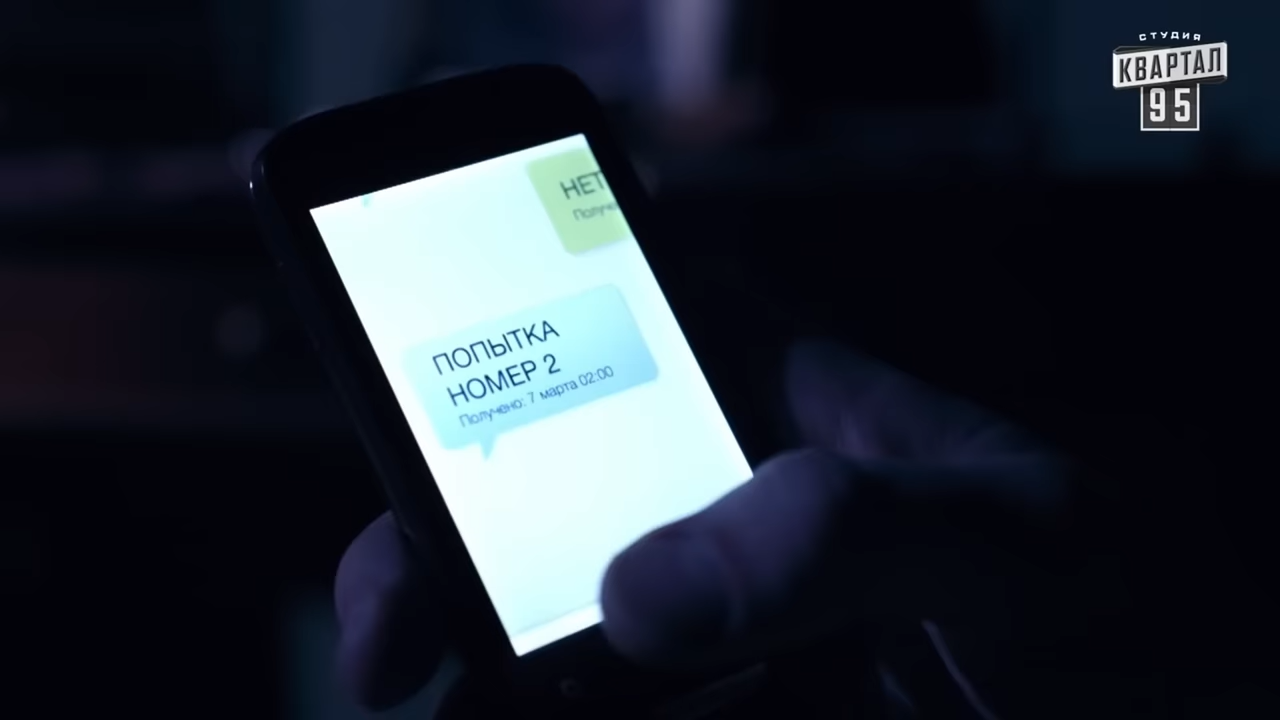 СТУДИЯ
КВАРТАЛ
95
НЕТ
ПОПЫТКА
НОМЕР 2
Получено: 7 марта 02:00